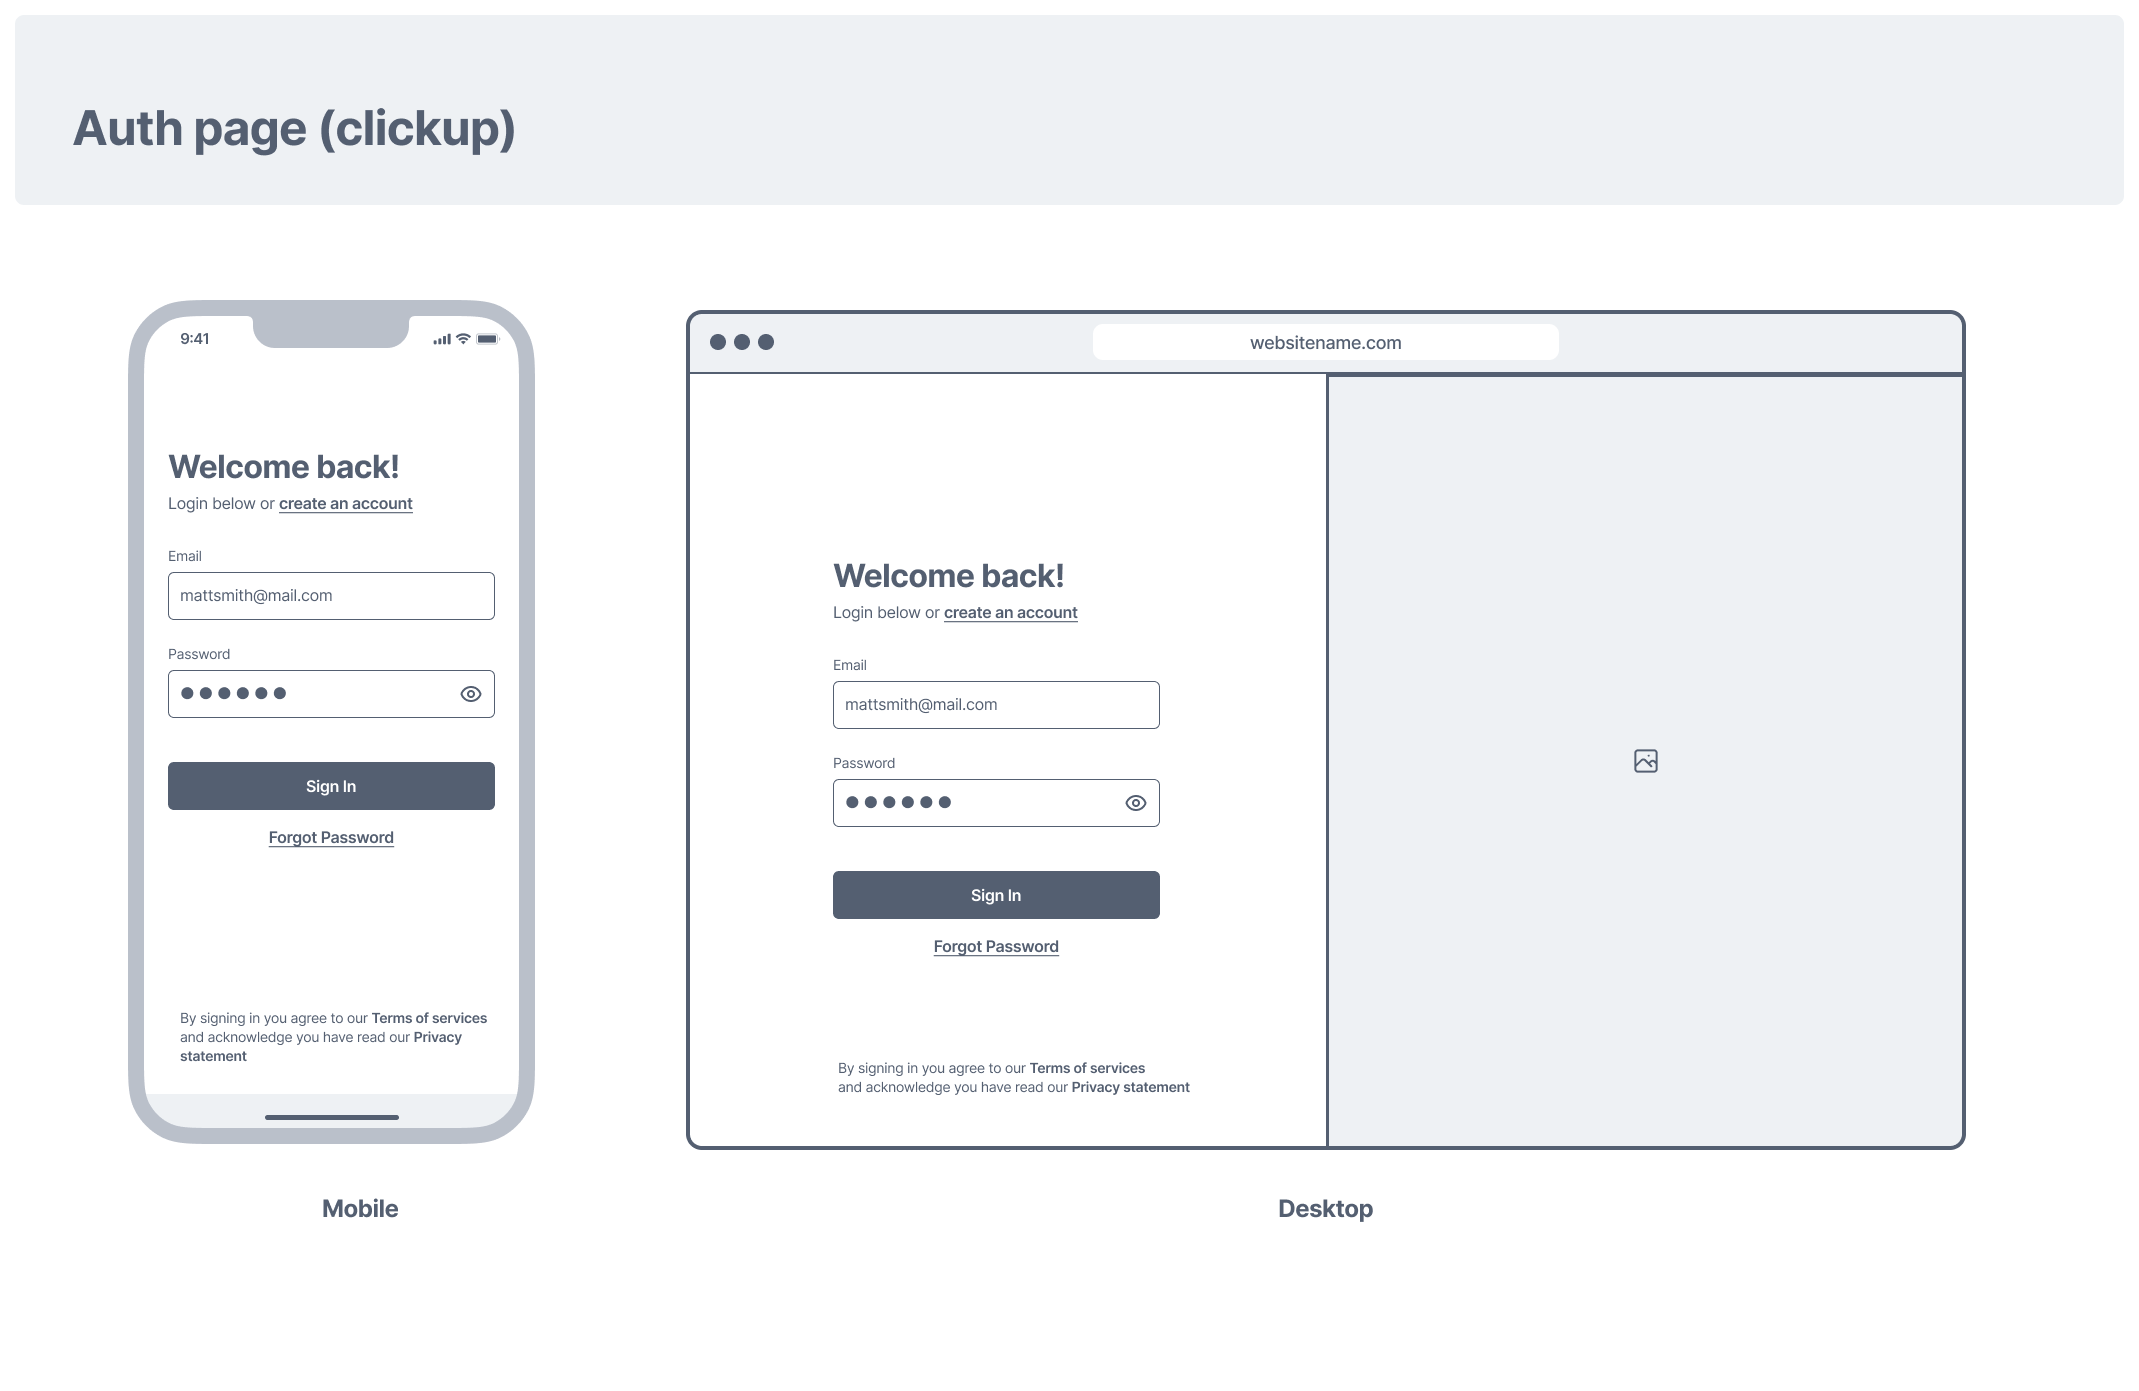 Auth page (clickup)
9:41
Welcome back!
Login below or create an account
Email
mattsmith@mail.com
Password
Sign In
Forgot Password
By signing in you agree to our Terms of services
and acknowledge you have read our Privacy
statement
Mobile
websitename.com
Welcome back!
Login below or create an account
Email
mattsmith@mail.com
Password
Sign In
Forgot Password
By signing in you agree to our Terms of services
and acknowledge you have read our Privacy statement
Desktop